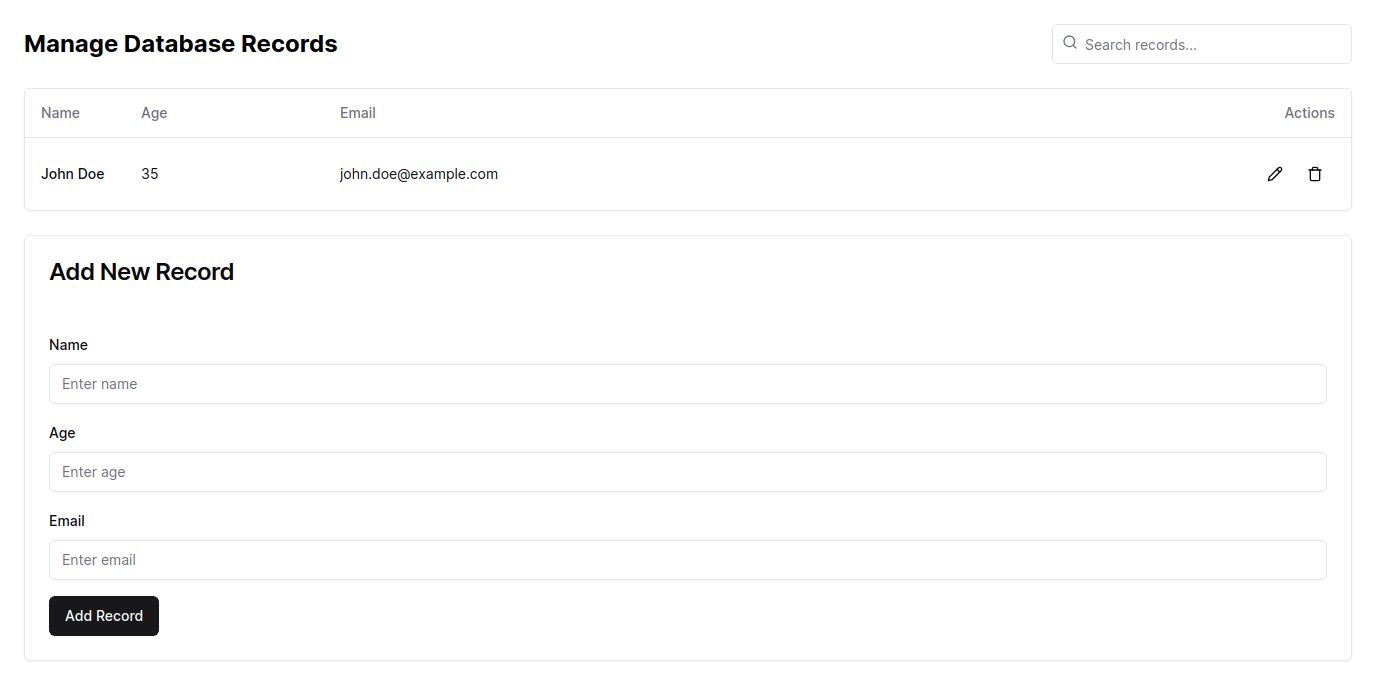 Manage Database Records
Search records...
Name Age Email Actions
John Doe 35 john.doe@example.com
Add New Record
Name
Enter name
Age
Enter age
Email
Enter email
Add Record